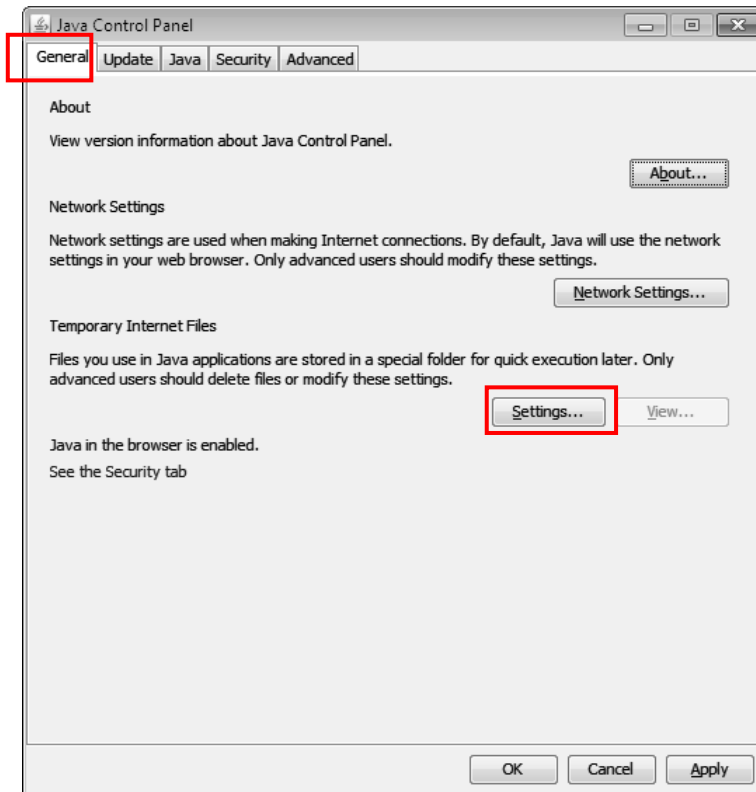 Java Control Panel
General Update Java Security Advanced
About
View version information about Java Control Panel.
About...
Network Settings
Network settings are used when making Internet connections. By default, Java will use the network
settings in your web browser. Only advanced users should modify these settings.
Network Settings...
Temporary Internet Files
Files you use in Java applications are stored in a special folder for quick execution later. Only
advanced users should delete files or modify these settings.
Settings... View...
Java in the browser is enabled.
See the Security tab
OK Cancel Apply